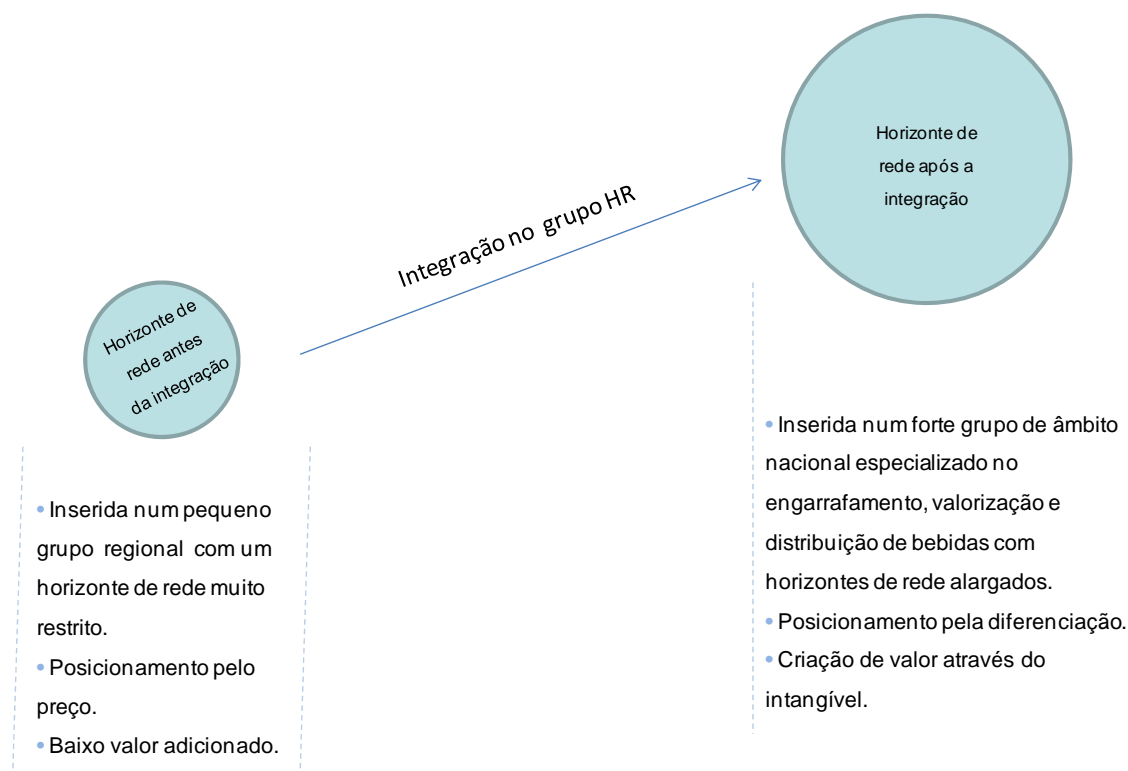 Horizonte de
rede antes
da integração
Integração no grupo HR
Horizonte de
rede após a
integração
• Inserida num pequeno
grupo regional com um
horizonte de rede muito
restrito.
• Posicionamento pelo
preço.
• Baixo valor adicionado.
• Inserida num forte grupo de âmbito
nacional especializado no
engarrafamento, valorização e
distribuição de bebidas com
horizontes de rede alargados.
• Posicionamento pela diferenciação.
• Criação de valor através do
intangível.